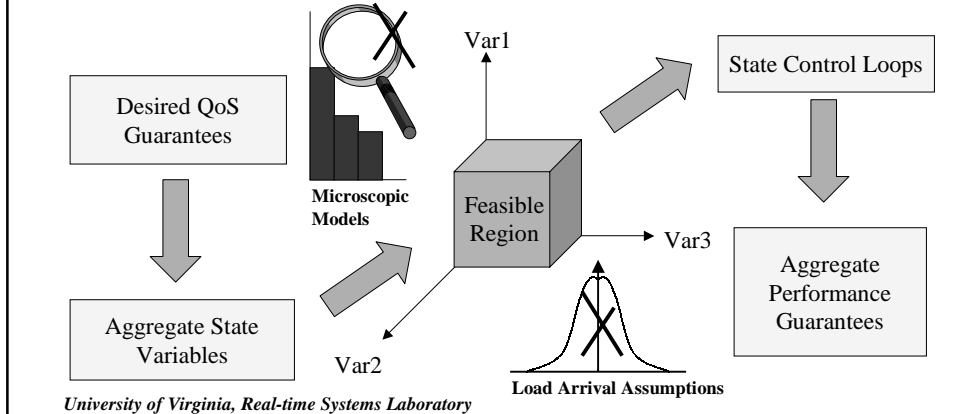 Desired QoS
Guarantees
Aggregate State
Variables
Microscopic
Models
Var1
Feasible
Region
Var3
Var2
Load Arrival Assumptions
State Control Loops
Aggregate
Performance
Guarantees
University of Virginia, Real-time Systems Laboratory